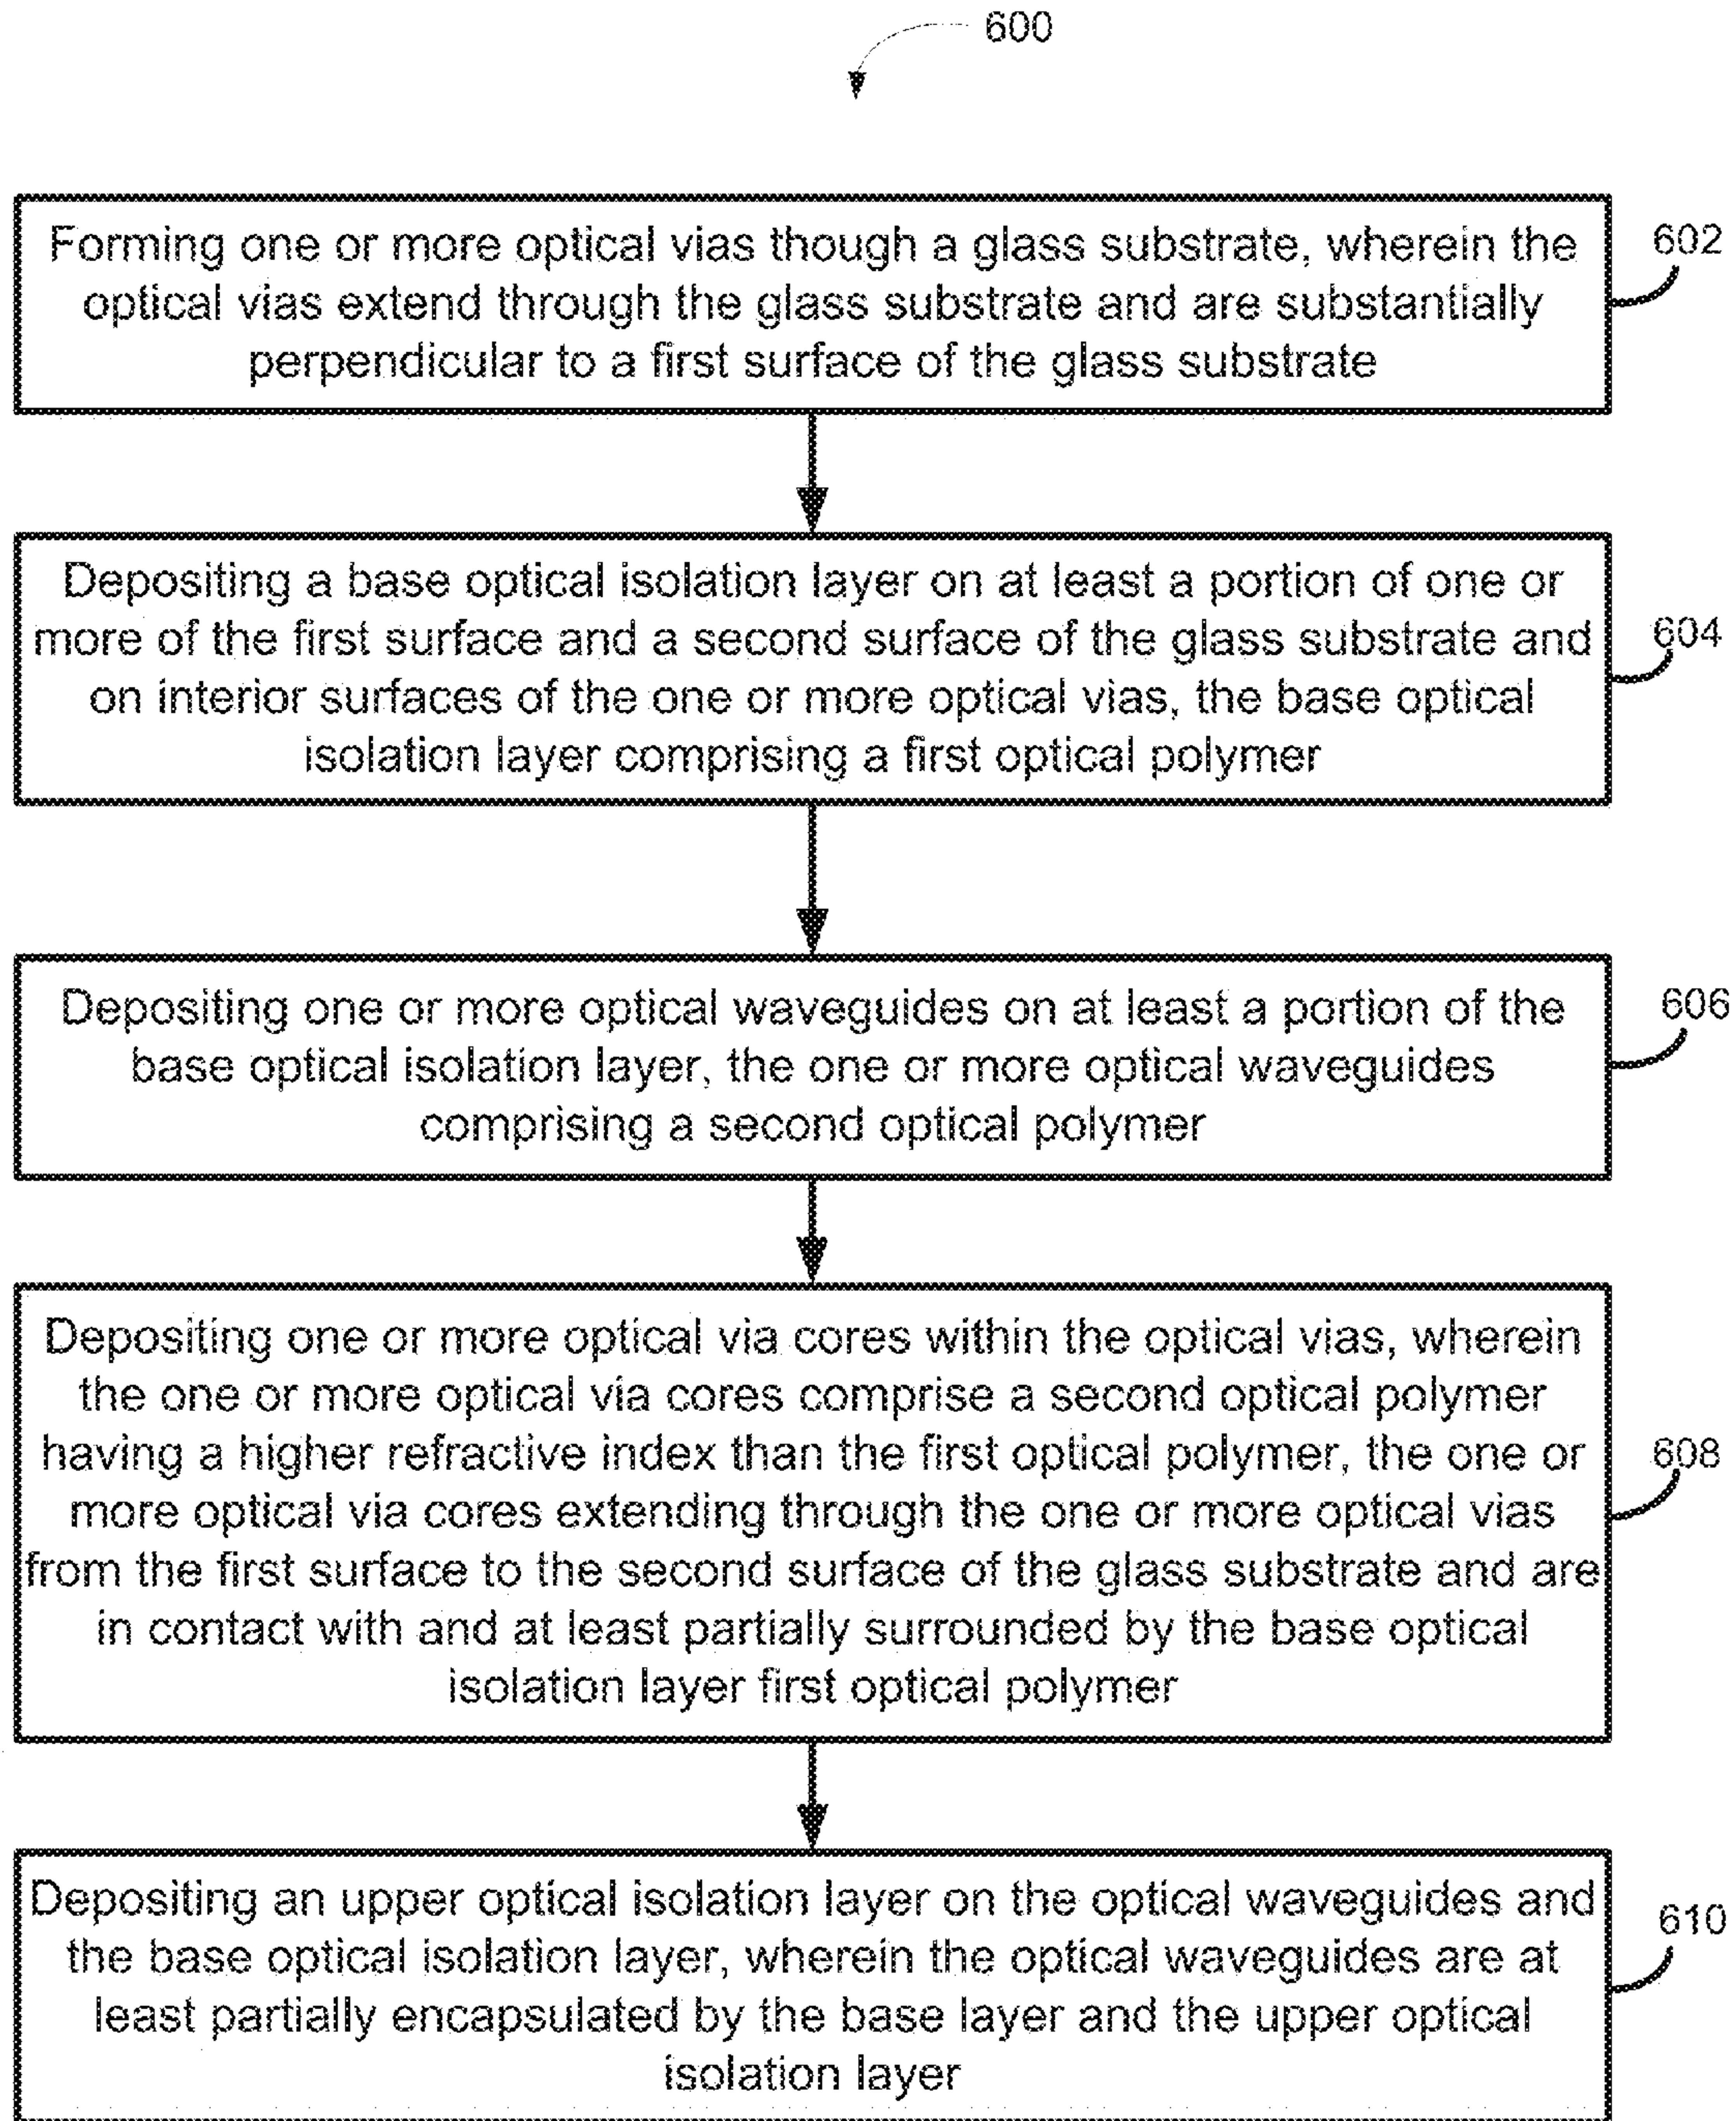 600
Forming one or more optical vias though a glass substrate, wherein the
optical vias extend through the glass substrate and are substantially
perpendicular to a first surface of the glass substrate
602
Depositing a base optical isolation layer on at least a portion of one or
more of the first surface and a second surface of the glass substrate and
on interior surfaces of the one or more optical vias, the base optical
isolation layer comprising a first optical polymer
604
Depositing one or more optical waveguides on at least a portion of the
base optical isolation layer, the one or more optical waveguides
comprising a second optical polymer
606
Depositing one or more optical via cores within the optical vias, wherein
the one or more optical via cores comprise a second optical polymer
having a higher refractive index than the first optical polymer, the one or
more optical via cores extending through the one or more optical vias
from the first surface to the second surface of the glass substrate and are
in contact with and at least partially surrounded by the base optical
isolation layer first optical polymer
608
Depositing an upper optical isolation layer on the optical waveguides and
the base optical isolation layer, wherein the optical waveguides are at
least partially encapsulated by the base layer and the upper optical
isolation layer
610